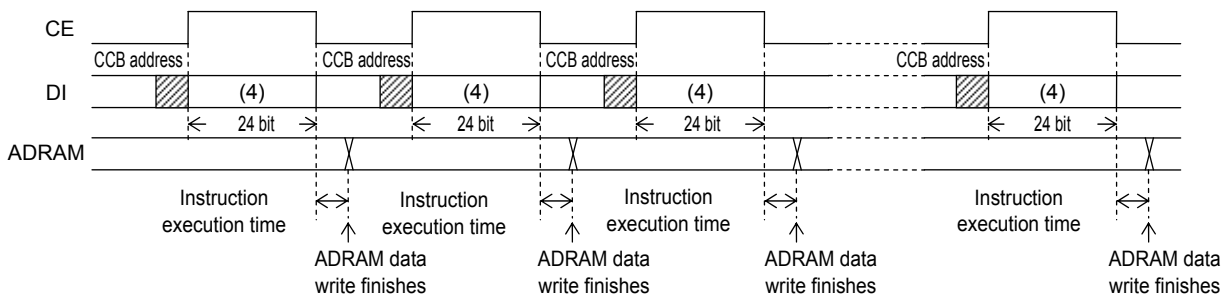 CE
CCB address CCB address CCB address CCB address
DI (4) (4) (4) (4)
24 bit 24 bit 24 bit 24 bit
ADRAM
Instruction execution time
Instruction execution time
Instruction execution time
Instruction execution time
ADRAM data write finishes
ADRAM data write finishes
ADRAM data write finishes
ADRAM data write finishes